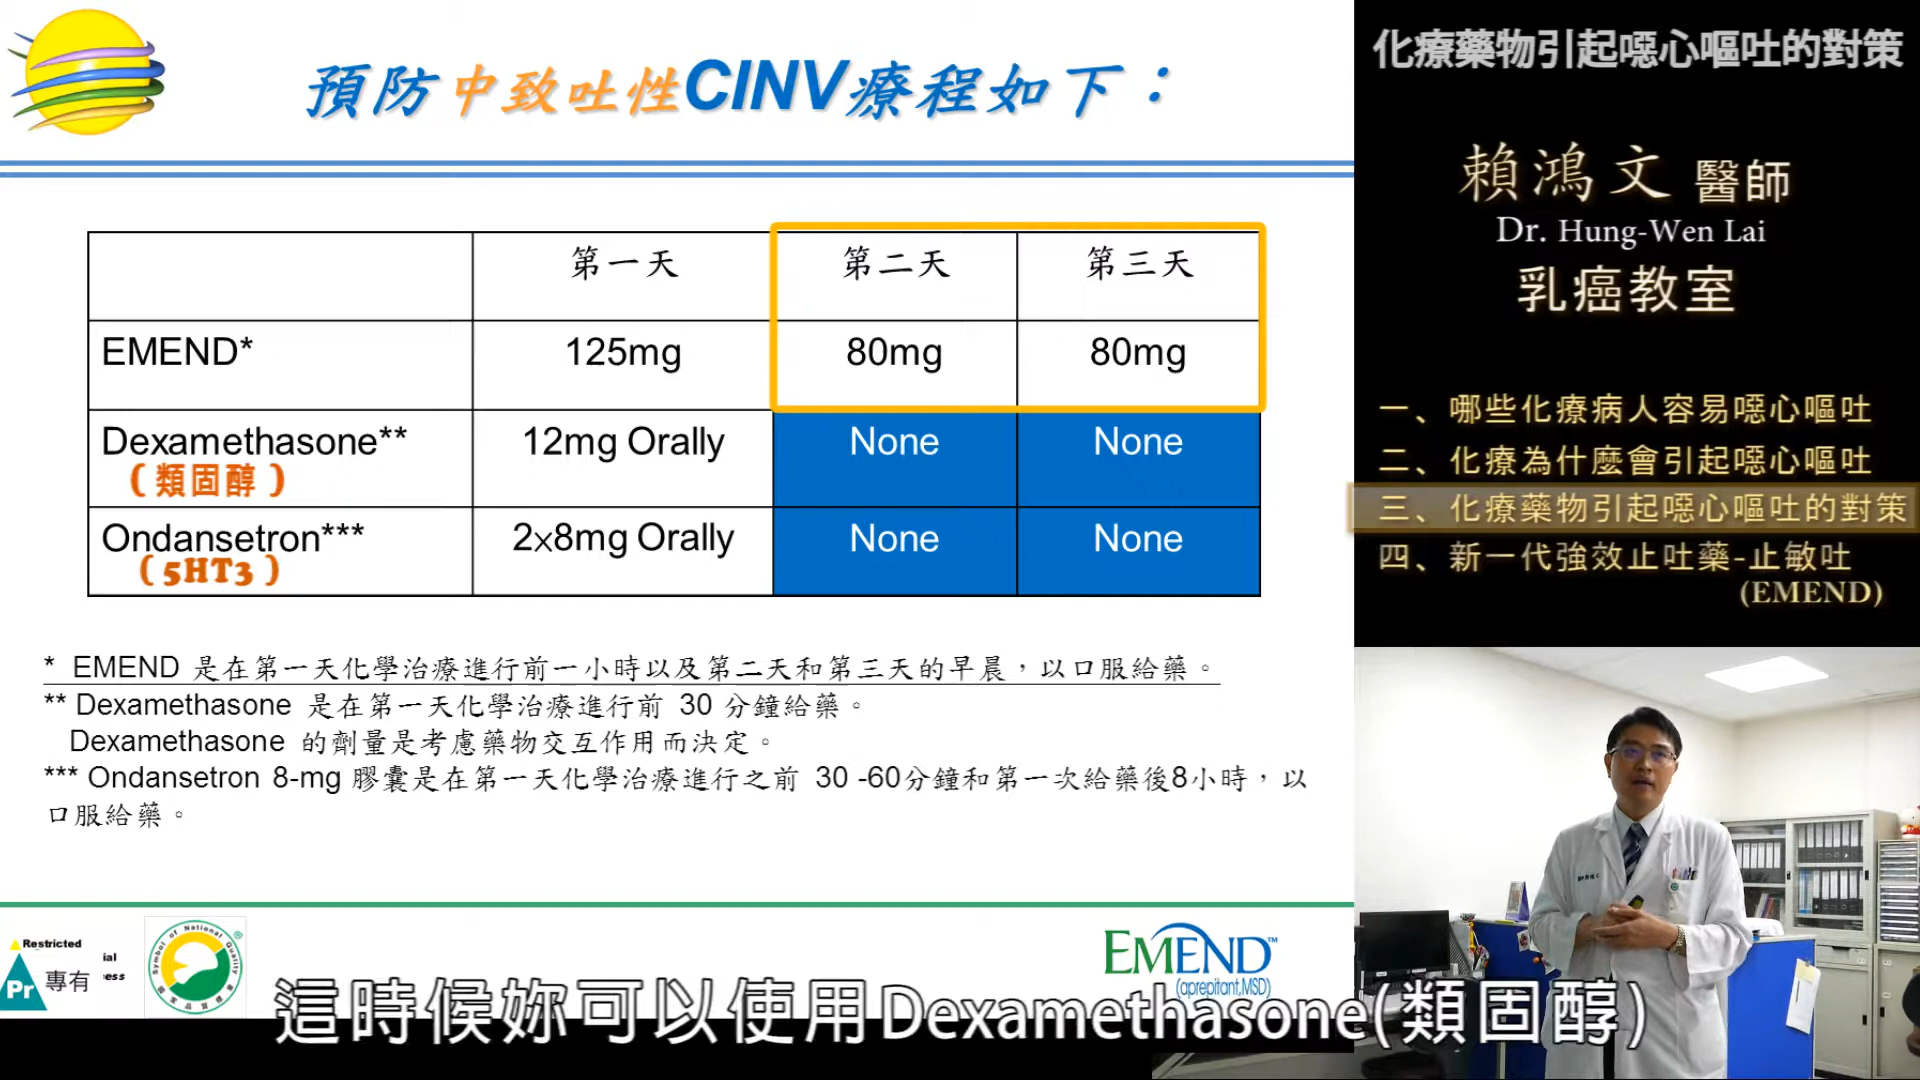 預防中致吐性CINV療程如下：
第一天 第二天 第三天
EMEND* 125mg 80mg 80mg
Dexamethasone** 12mg Orally None None
(類固醇)
Ondansetron*** 2x8mg Orally None None
(5HT3)
* EMEND 是在第一天化學治療進行前一小時以及第二天和第三天的早晨，以口服給藥。
** Dexamethasone 是在第一天化學治療進行前 30 分鐘給藥。
Dexamethasone 的劑量是考慮藥物交互作用而決定。
*** Ondansetron 8-mg 膠囊是在第一天化學治療進行之前 30 -60分鐘和第一次給藥後8小時，以
口服給藥。
Restricted
ial
ess
Pr 專有
Symbol of National Quality
EMEND™
(aprepitant, MSD)
這時候妳可以使用Dexamethasone(類固醇)
化療藥物引起噁心嘔吐的對策
賴鴻文 醫師
Dr. Hung-Wen Lai
乳癌教室
一、哪些化療病人容易噁心嘔吐
二、化療為什麼會引起噁心嘔吐
三、化療藥物引起噁心嘔吐的對策
四、新一代強效止吐藥-止敏吐
(EMEND)